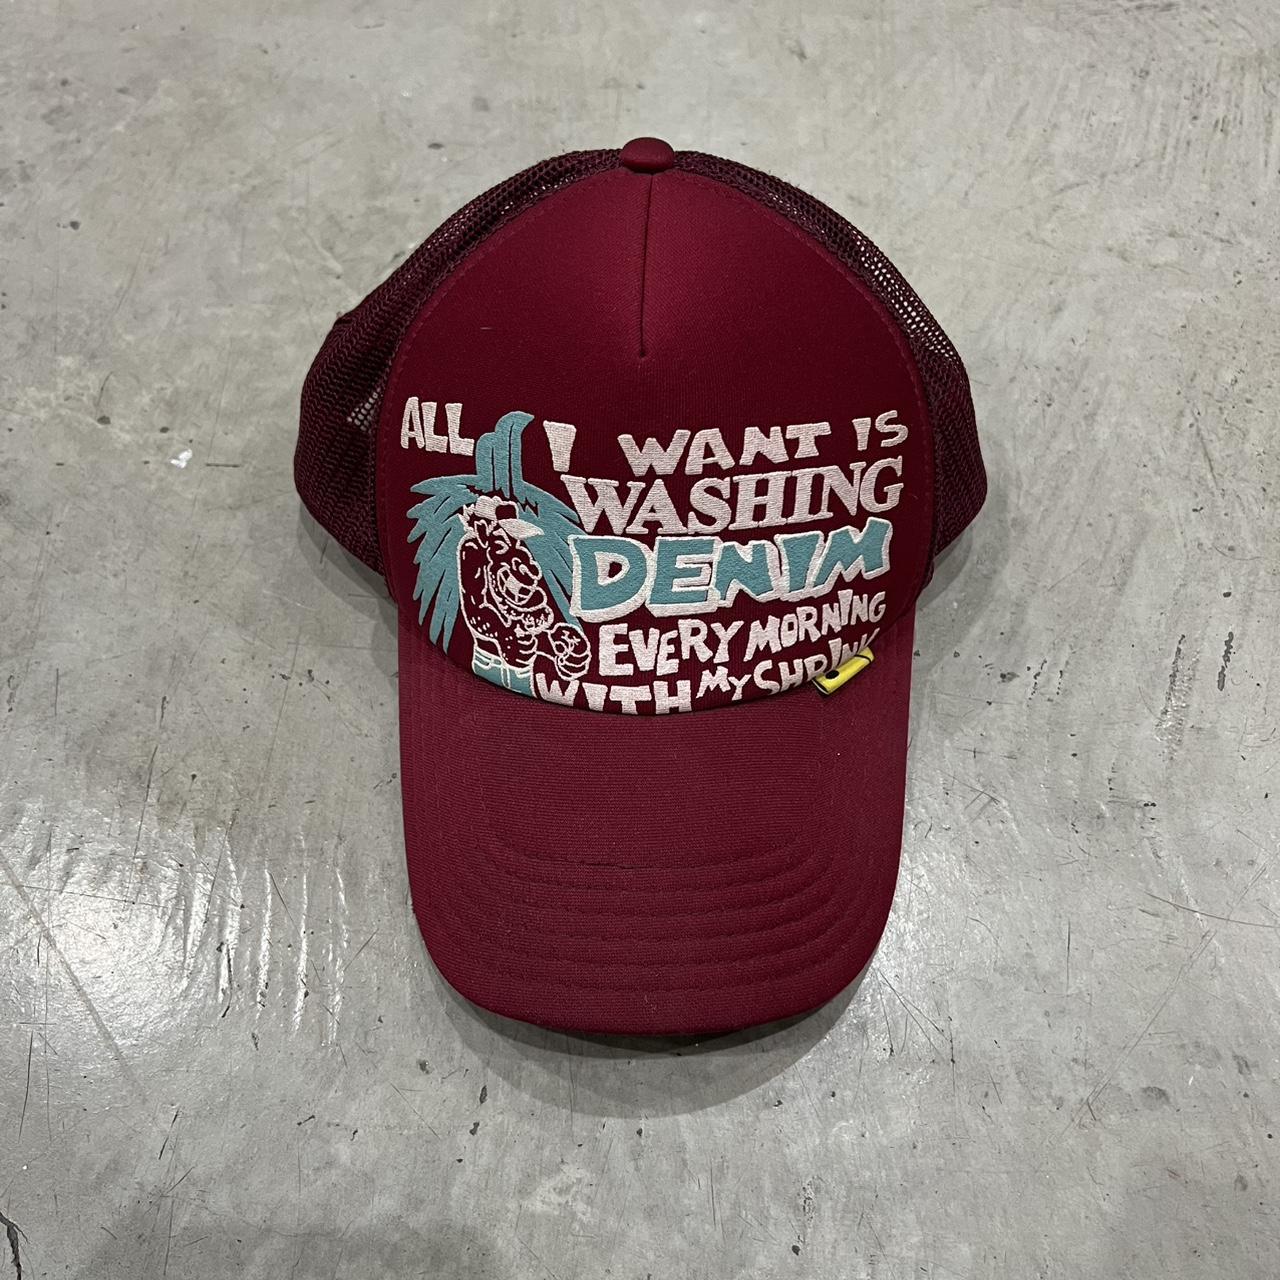 ALL I WANT IS
WASHING
DENIM
EVERY MORNING
WITH MY SHRINK